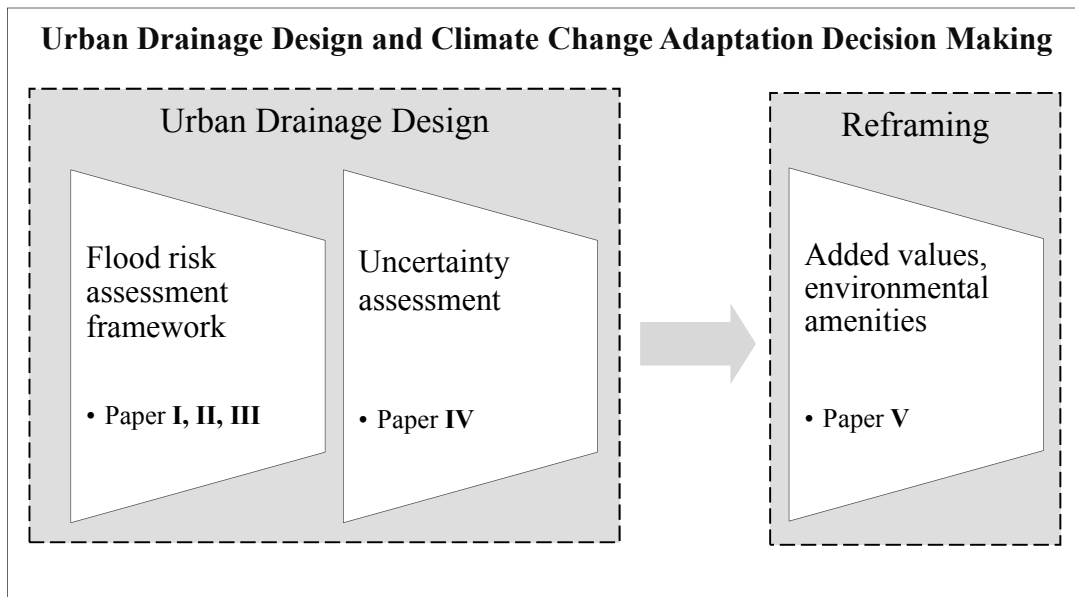 Urban Drainage Design and Climate Change Adaptation Decision Making
Urban Drainage Design
Flood risk
assessment
framework
• Paper I, II, III
Uncertainty
assessment
• Paper IV
Reframing
Added values,
environmental
amenities
• Paper V